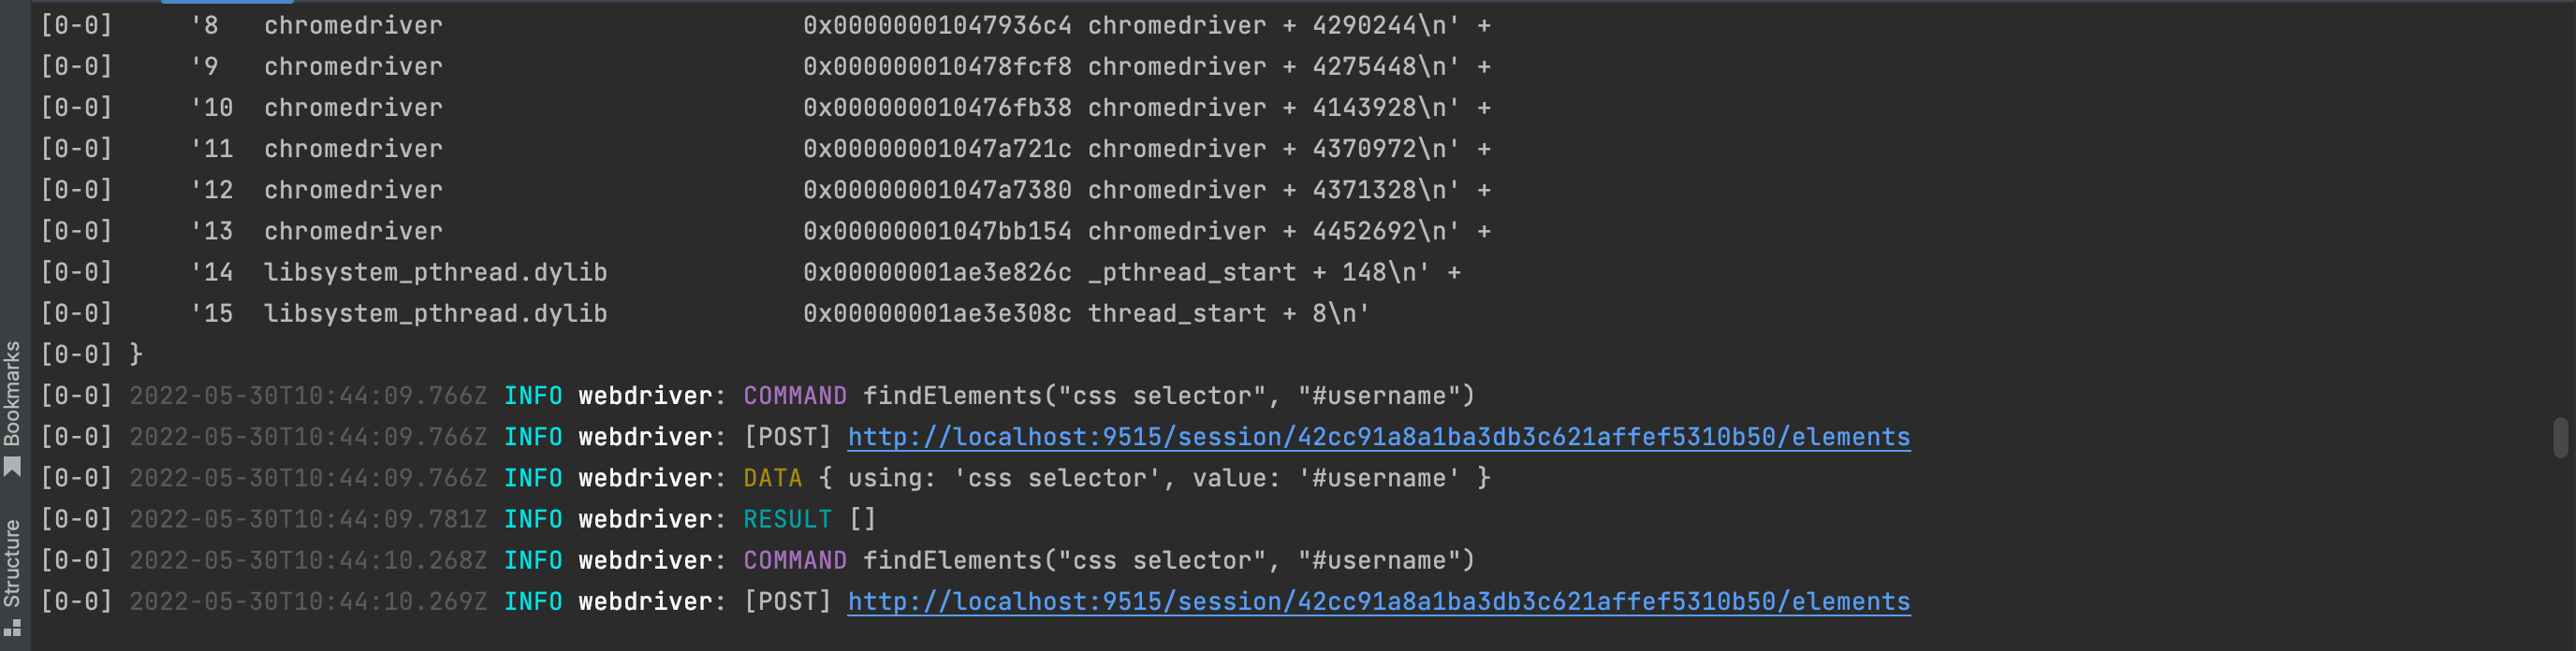 [0-0]     '8   chromedriver                        0x00000001047936c4 chromedriver + 4290244\n' +
[0-0]     '9   chromedriver                        0x000000010478fcf8 chromedriver + 4275448\n' +
[0-0]     '10  chromedriver                        0x000000010476fb38 chromedriver + 4143928\n' +
[0-0]     '11  chromedriver                        0x00000001047a721c chromedriver + 4370972\n' +
[0-0]     '12  chromedriver                        0x00000001047a7380 chromedriver + 4371328\n' +
[0-0]     '13  chromedriver                        0x00000001047bb154 chromedriver + 4452692\n' +
[0-0]     '14  libsystem_pthread.dylib             0x00000001ae3e826c _pthread_start + 148\n' +
[0-0]     '15  libsystem_pthread.dylib             0x00000001ae3e308c thread_start + 8\n'
[0-0] }
[0-0] 2022-05-30T10:44:09.766Z INFO webdriver: COMMAND findElements("css selector", "#username")
[0-0] 2022-05-30T10:44:09.766Z INFO webdriver: [POST] http://localhost:9515/session/42cc91a8a1ba3db3c621affef5310b50/elements
[0-0] 2022-05-30T10:44:09.766Z INFO webdriver: DATA { using: 'css selector', value: '#username' }
[0-0] 2022-05-30T10:44:09.781Z INFO webdriver: RESULT []
[0-0] 2022-05-30T10:44:10.268Z INFO webdriver: COMMAND findElements("css selector", "#username")
[0-0] 2022-05-30T10:44:10.269Z INFO webdriver: [POST] http://localhost:9515/session/42cc91a8a1ba3db3c621affef5310b50/elements
Bookmarks
Structure